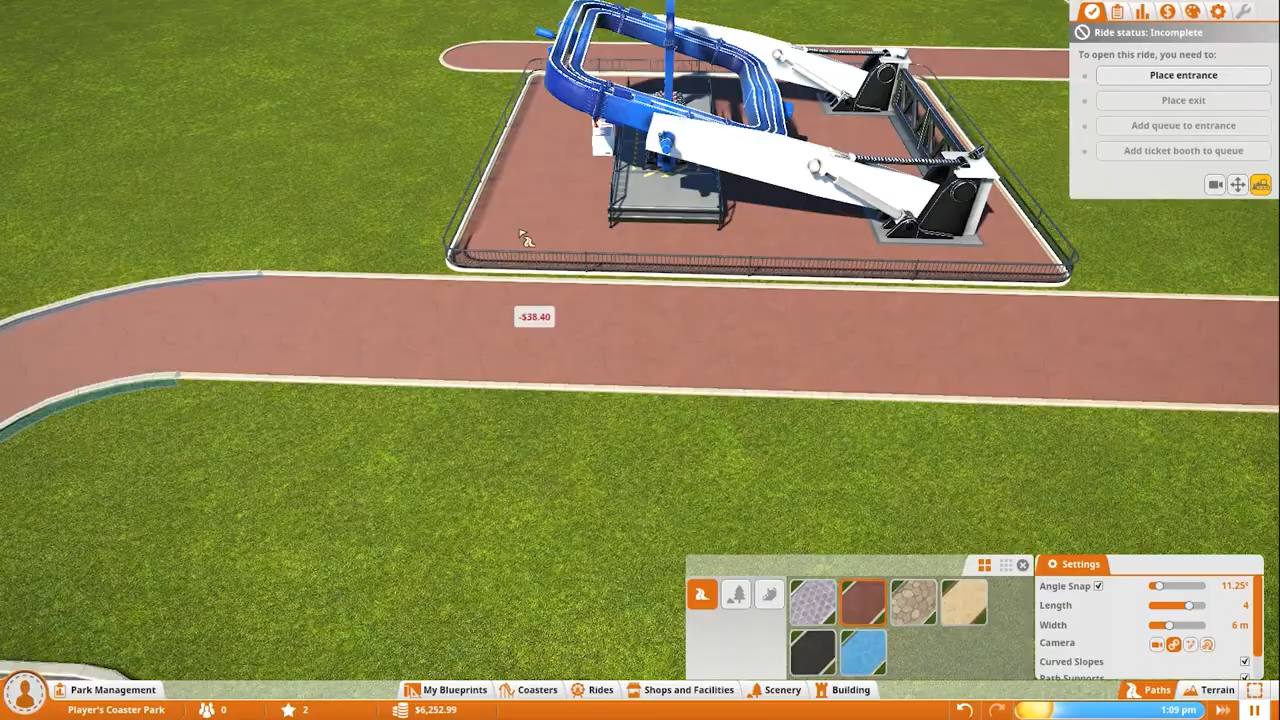 Ride status: Incomplete
To open this ride, you need to:
Place entrance
Place exit
Add queue to entrance
Add ticket booth to queue
-$38.40
Settings
Angle Snap 11.25°
Length 4
Width 6 m
Camera
Curved Slopes
Path Supports
Park Management
My Blueprints
Coasters
Rides
Shops and Facilities
Scenery
Building
Paths
Terrain
Player's Coaster Park
0
2
$6,252.99
1:09 pm